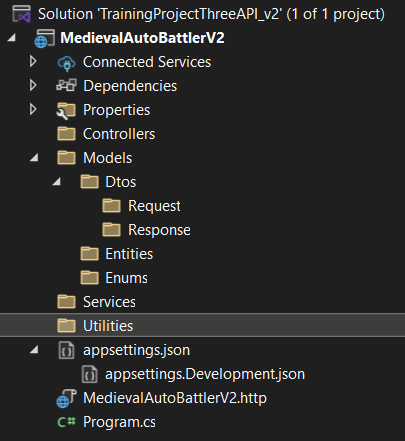 Solution 'TrainingProjectThreeAPI_v2' (1 of 1 project)
MedievalAutoBattlerV2
Connected Services
Dependencies
Properties
Controllers
Models
Dtos
Request
Response
Entities
Enums
Services
Utilities
appsettings.json
appsettings.Development.json
MedievalAutoBattlerV2.http
C# Program.cs